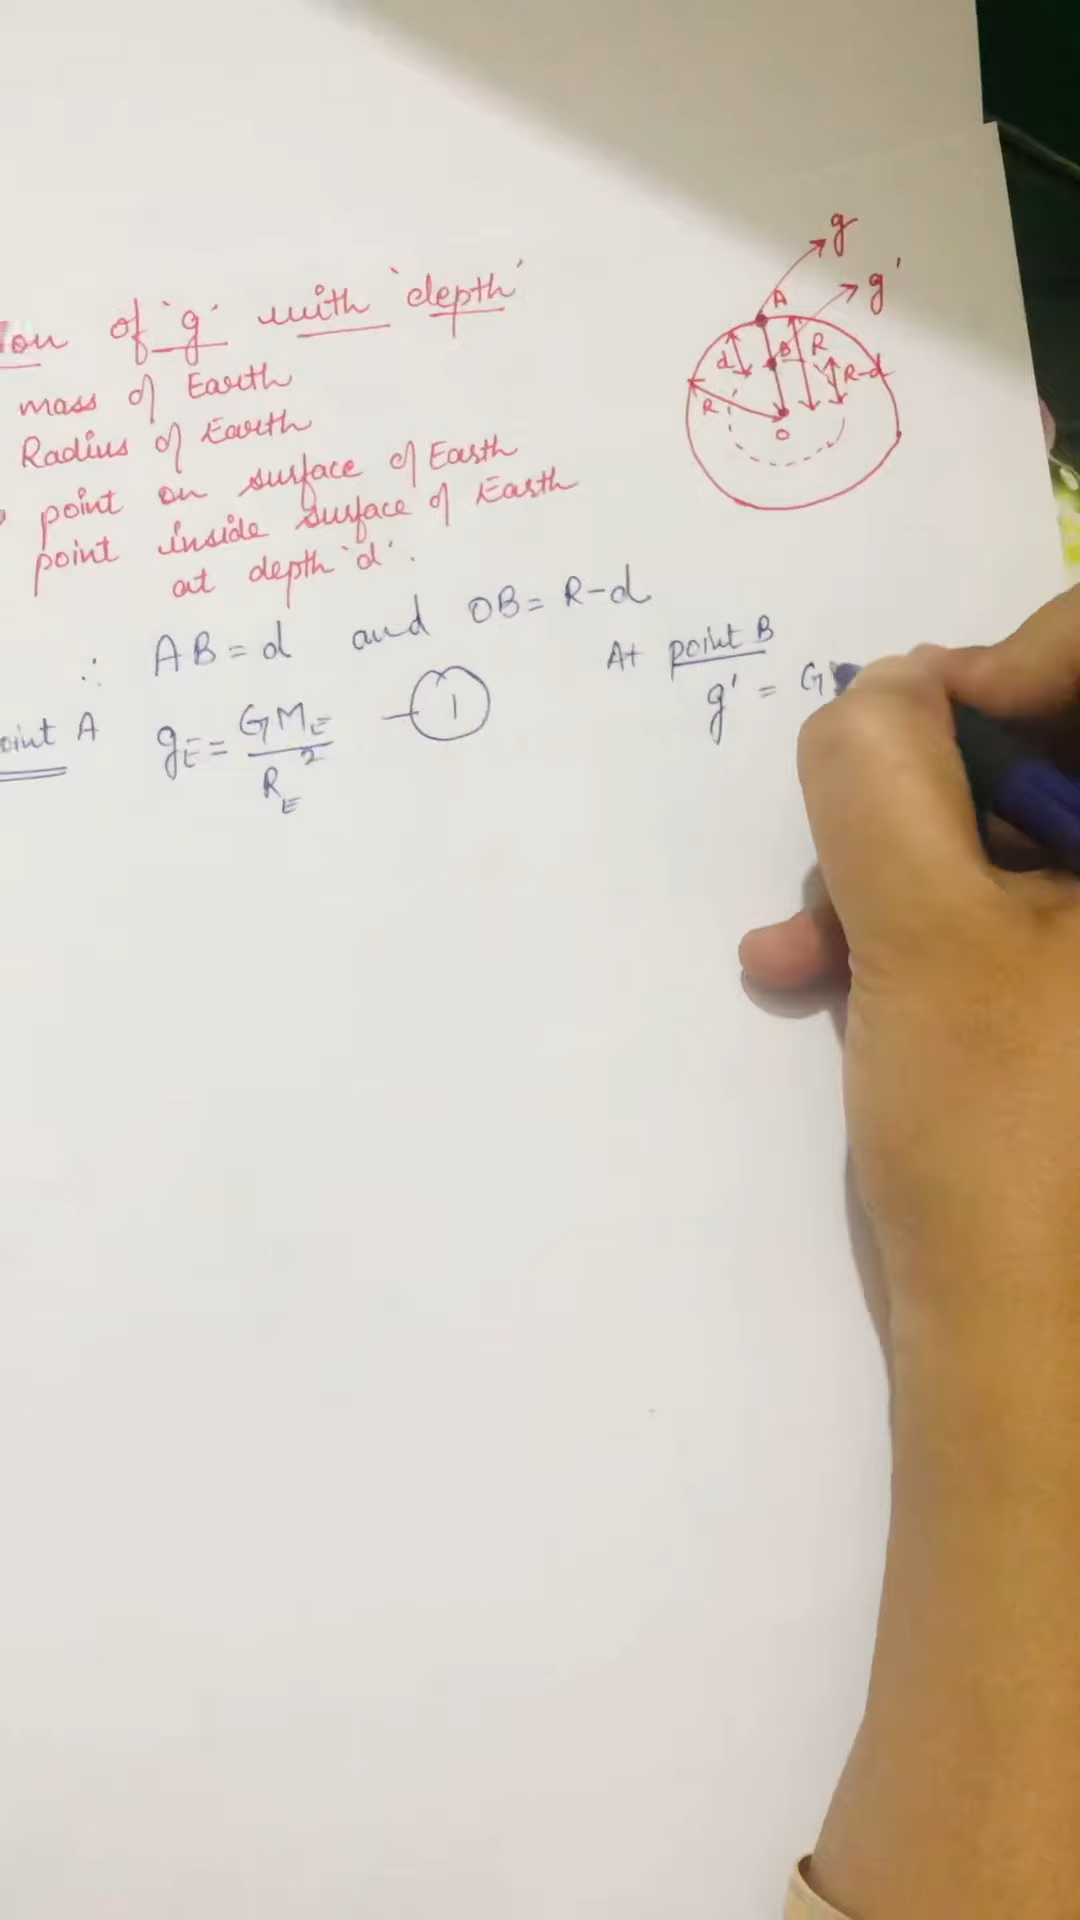 of 'g' with 'depth'
mass of Earth
Radius of Earth
point on surface of Earth
point inside surface of Earth
at depth 'd'.
∴ AB = d and OB = R-d
A gE = GME / RE² — 1
At point B
g' = G
g
g'
A
B
d
R
R-d
R
O